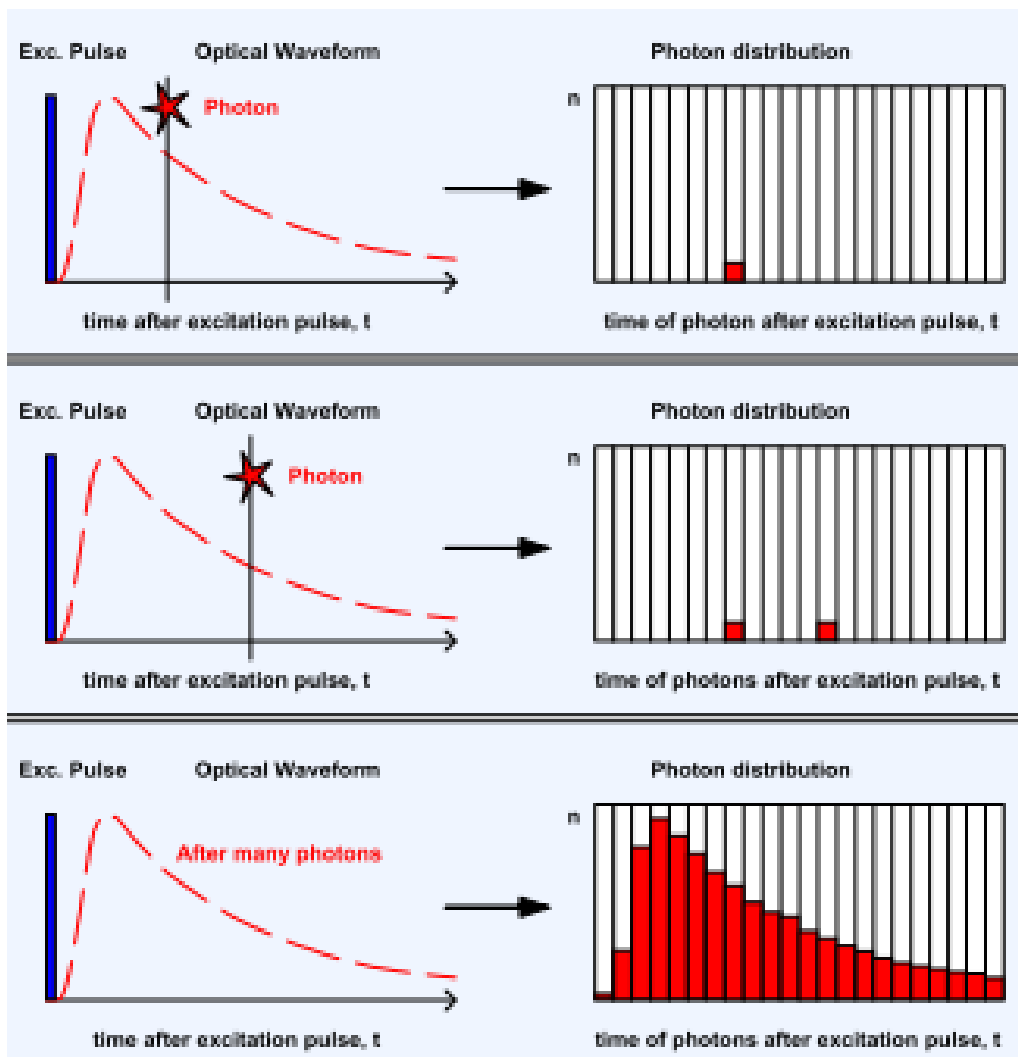 Exc. Pulse Optical Waveform Photon distribution
Photon n
time after excitation pulse, t time of photon after excitation pulse, t
Exc. Pulse Optical Waveform Photon distribution
n
Photon
time after excitation pulse, t time of photons after excitation pulse, t
Exc. Pulse Optical Waveform Photon distribution
n
After many photons
time after excitation pulse, t time of photons after excitation pulse, t